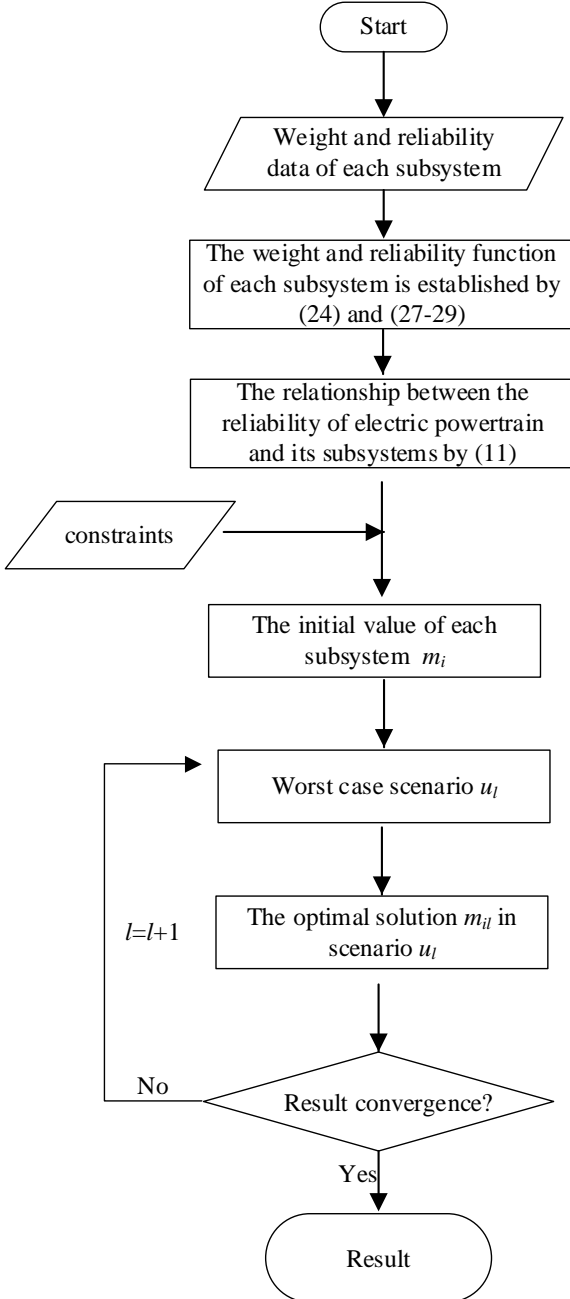 Start
Weight and reliability
data of each subsystem
The weight and reliability function
of each subsystem is established by
(24) and (27-29)
The relationship between the
reliability of electric powertrain
and its subsystems by (11)
constraints
The initial value of each
subsystem m_i
Worst case scenario u_l
The optimal solution m_il in
scenario u_l
l=l+1
Result convergence?
No
Yes
Result